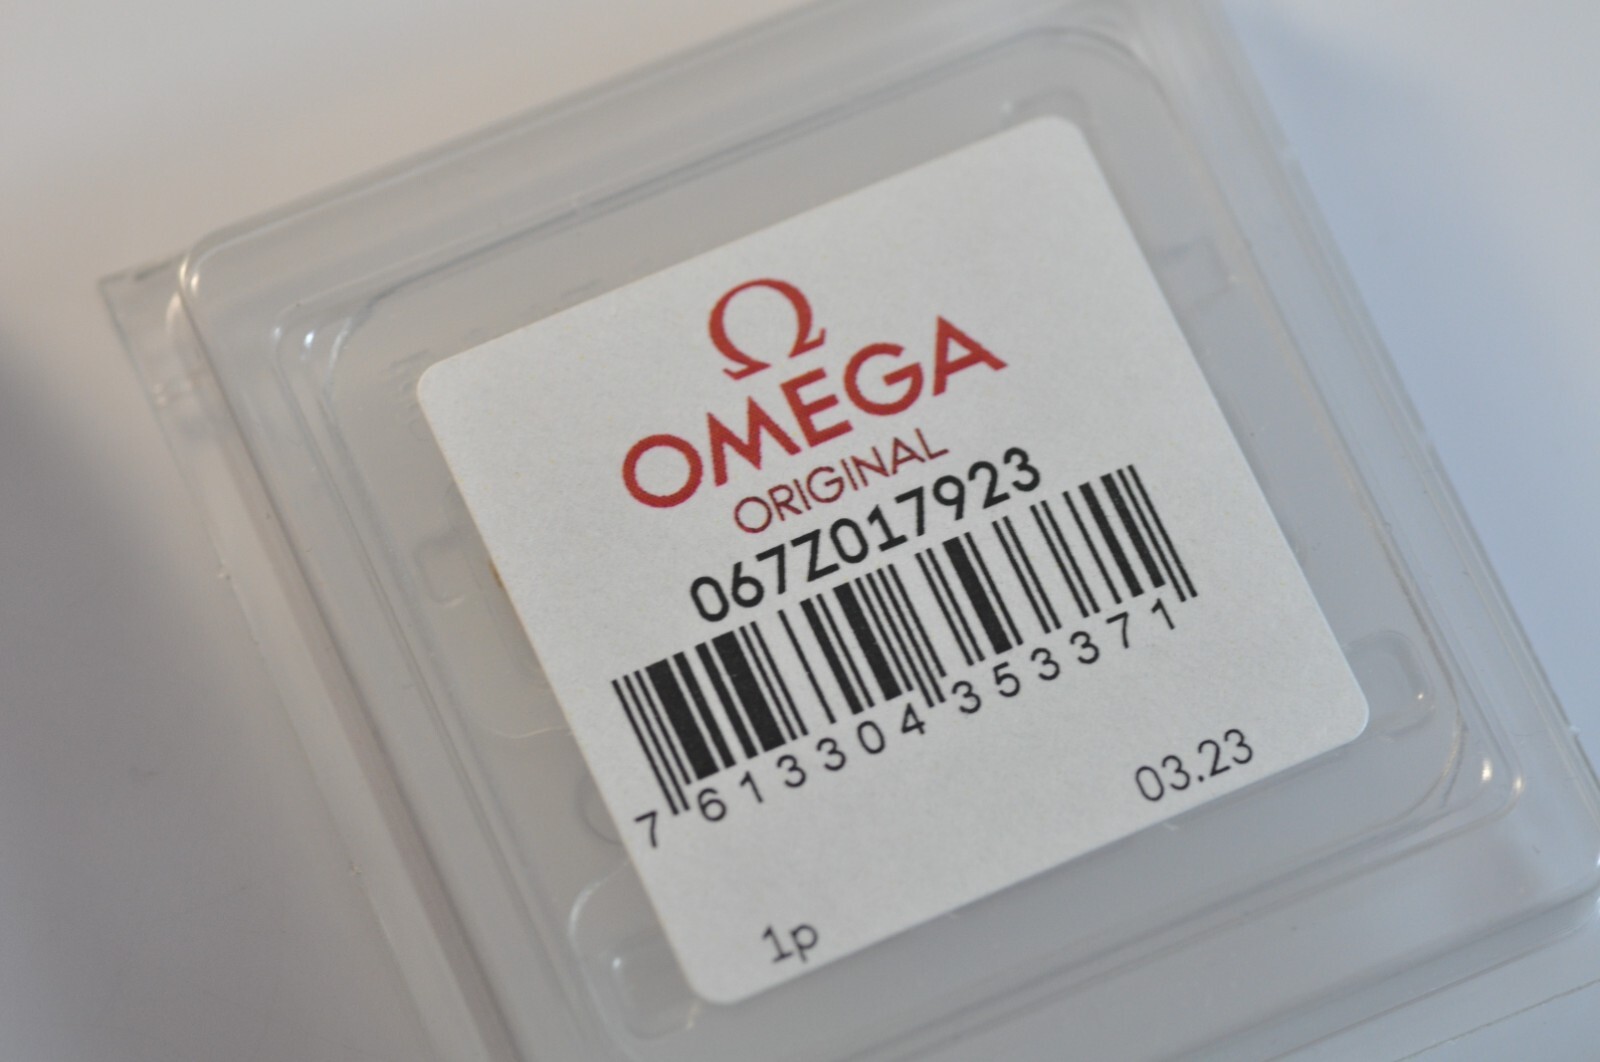 Ω
OMEGA
ORIGINAL
067Z017923
7 613304 353371
03.23
1p